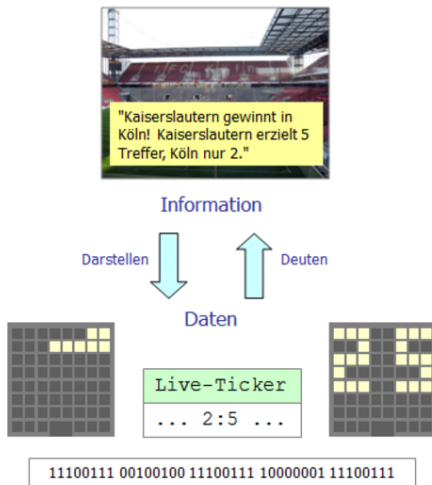 "Kaiserslautern gewinnt in
Köln! Kaiserslautern erzielt 5
Treffer, Köln nur 2."
Information
Darstellen
Deuten
Daten
25
Live-Ticker
... 2:5 ...
11100111 00100100 11100111 10000001 11100111